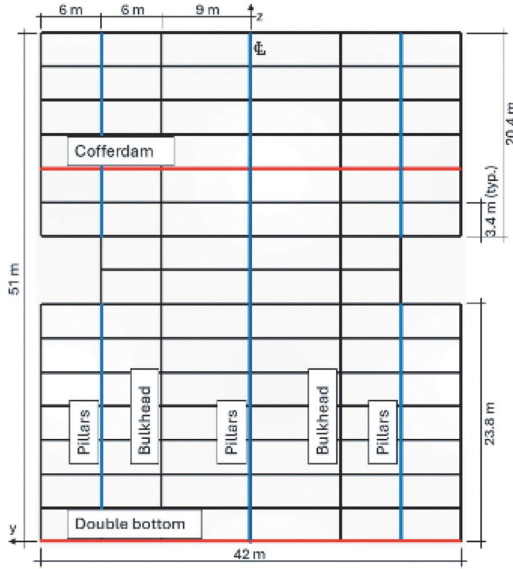 6 m
6 m
9 m
z
℄
Cofferdam
20.4 m
3.4 m (typ.)
51 m
Pillars
Bulkhead
Pillars
Bulkhead
Pillars
23.8 m
Double bottom
y
42 m